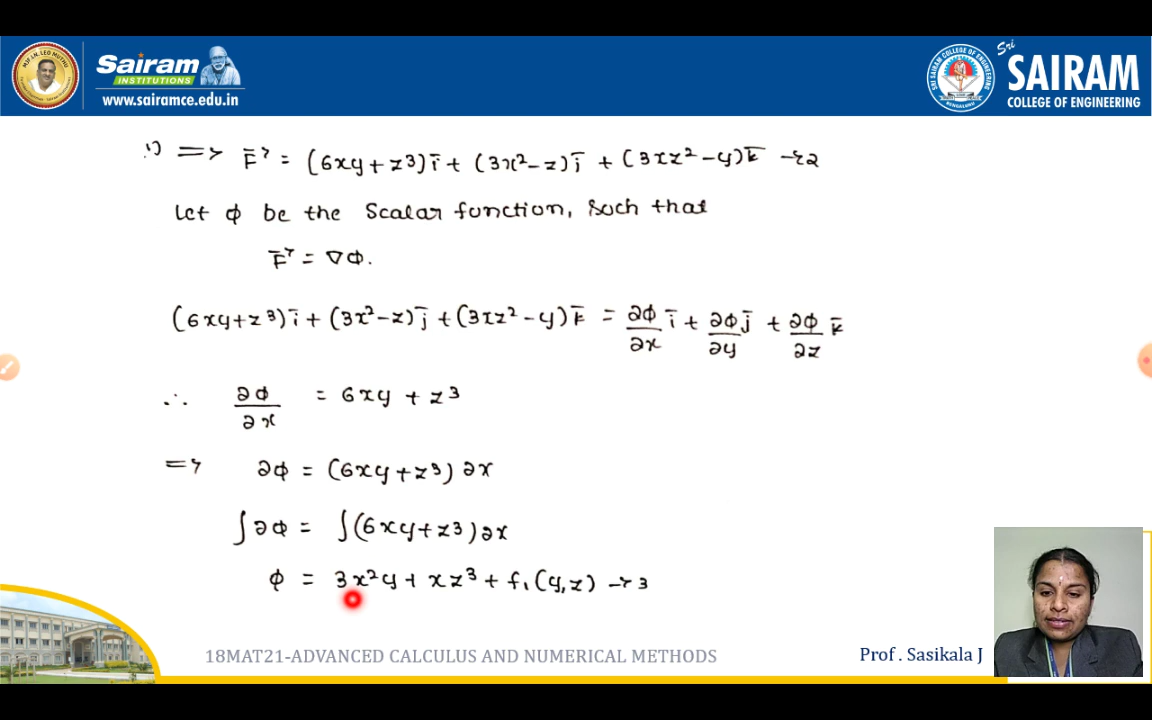 Sairam
INSTITUTIONS
www.sairamce.edu.in
Sri
SAIRAM
COLLEGE OF ENGINEERING
1) => F⃗ = (6xy + z³)i̅ + (3x² - z)j̅ + (3xz² - y)k̅ → 2
Let ϕ be the Scalar function, such that
F⃗ = ∇ϕ.
(6xy + z³)i̅ + (3x² - z)j̅ + (3xz² - y)k̅ = ∂ϕ/∂x i̅ + ∂ϕ/∂y j̅ + ∂ϕ/∂z k̅
∴ ∂ϕ/∂x = 6xy + z³
=> ∂ϕ = (6xy + z³) ∂x
∫∂ϕ = ∫(6xy + z³) ∂x
ϕ = 3x²y + xz³ + f₁(y,z) → 3
18MAT21-ADVANCED CALCULUS AND NUMERICAL METHODS
Prof . Sasikala J